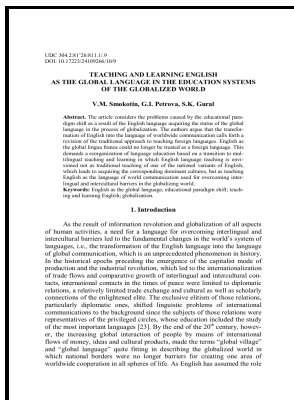 UDC 304.2:81'26:811.1/.9
DOI: 10.17223/24109266/10/9
TEACHING AND LEARNING ENGLISH
AS THE GLOBAL LANGUAGE IN THE EDUCATION SYSTEMS
OF THE GLOBALIZED WORLD
V.M. Smokotin, G.I. Petrova, S.K. Gural
Abstract. The article considers the problems caused by the educational para-
digm shift as a result of the English language acquiring the status of the global
language in the process of globalization. The authors argue that the transforma-
tion of English into the language of worldwide communication calls forth a
revision of the traditional approach to teaching foreign languages. English as
the global lingua franca could no longer be treated as a foreign language. This
demands a reorganization of language education based on a transition to mul-
tilingual teaching and learning in which English language teaching is envi-
sioned not as traditional teaching of one of the national variants of English,
which leads to acquiring the corresponding dominant cultures, but as teaching
English as the language of world communication used for overcoming inter-
lingual and intercultural barriers in the globalizing world.
Keywords: English as the global language; educational paradigm shift; teach-
ing and learning English; globalization.
1. Introduction
As the result of information revolution and globalization of all aspects
of human activities, a need for a language for overcoming interlingual and
intercultural barriers led to the fundamental changes in the world's system of
languages, i.e., the transformation of the English language into the language
of global communication, which is an unprecedented phenomenon in history.
In the historical epochs preceding the emergence of the capitalist mode of
production and the industrial revolution, which led to the internationalization
of trade flows and comparative growth of interlingual and intercultural con-
tacts, international contacts in the times of peace were limited to diplomatic
relations, a relatively limited trade exchange and cultural as well as scholarly
connections of the enlightened elite. The exclusive elitism of those relations,
particularly diplomatic ones, shifted linguistic problems of international
communications to the background since the subjects of those relations were
representatives of the privileged circles, whose education included the study
of the most important languages [23]. By the end of the 20th century, howev-
er, the increasing global interaction of people by means of international
flows of money, ideas and cultural products, made the terms "global village"
and "global language" quite fitting in describing the globalized world in
which national borders were no longer barriers for creating one area of
worldwide cooperation in all spheres of life. As English has assumed the role